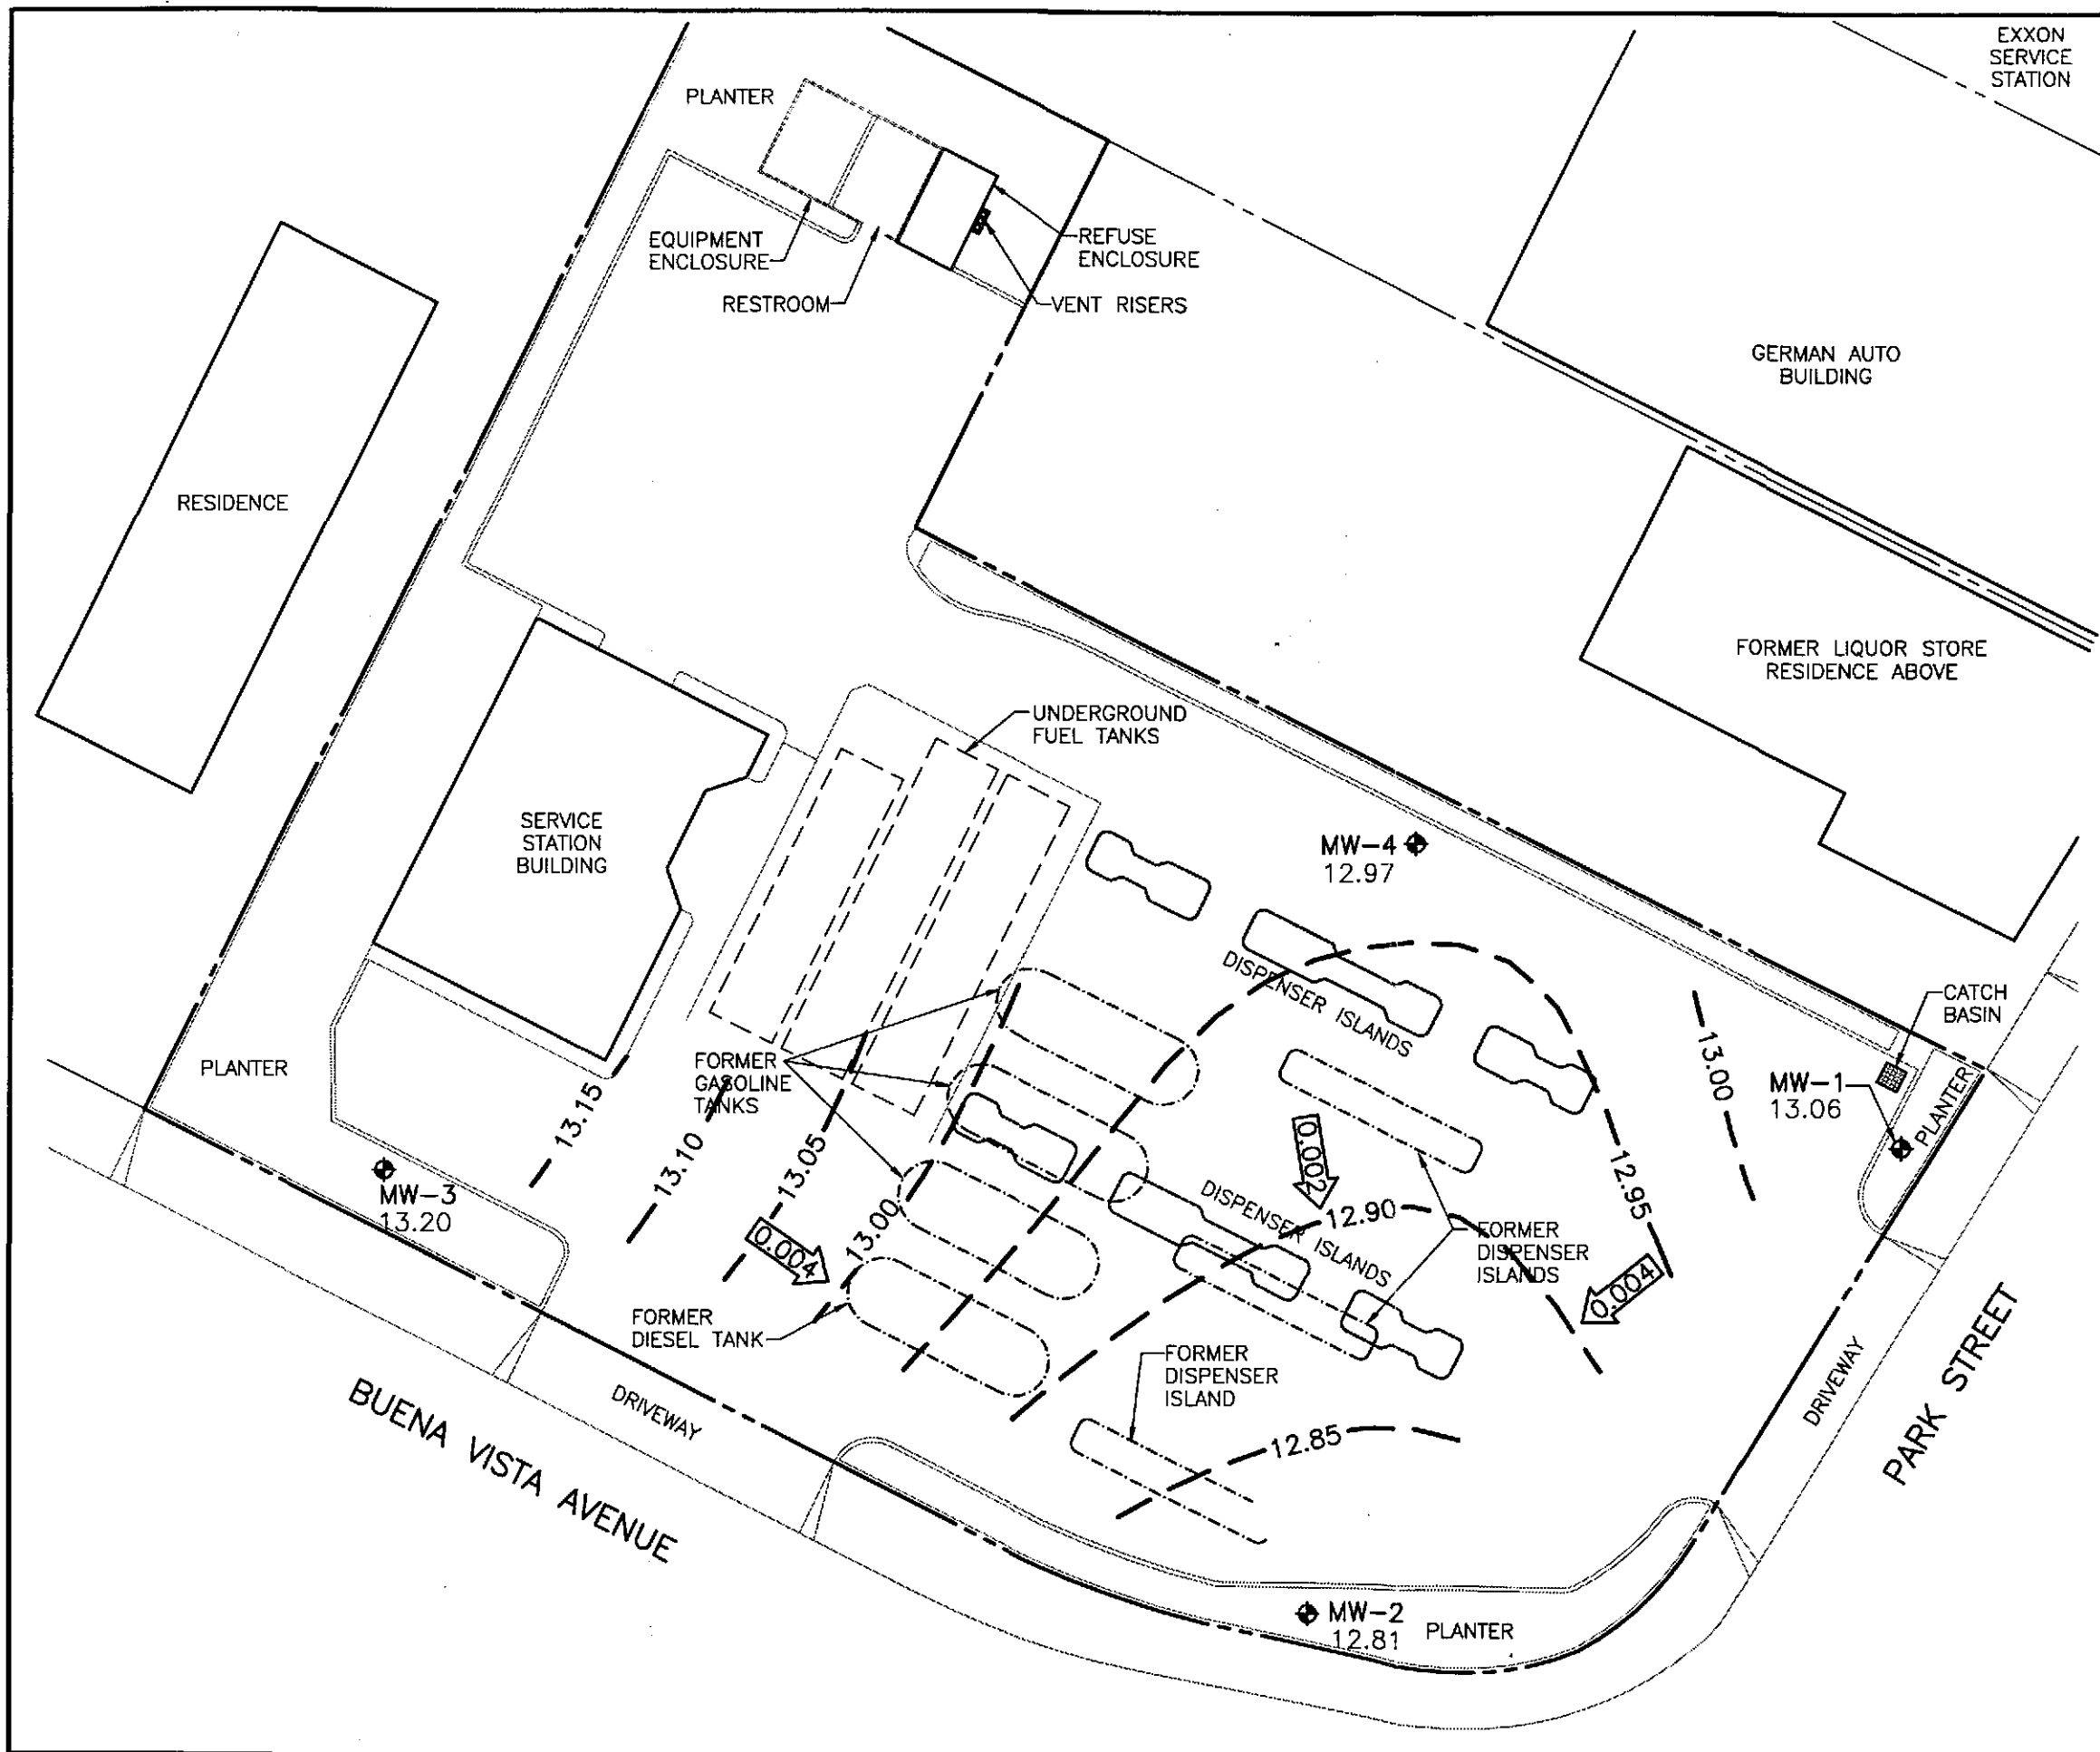 EXXON
SERVICE
STATION
PLANTER
EQUIPMENT
ENCLOSURE
REFUSE
ENCLOSURE
RESTROOM
VENT RISERS
GERMAN AUTO
BUILDING
RESIDENCE
FORMER LIQUOR STORE
RESIDENCE ABOVE
UNDERGROUND
FUEL TANKS
SERVICE
STATION
BUILDING
MW-4
12.97
DISPENSER ISLANDS
CATCH
BASIN
13.00
MW-1
13.06
PLANTER
PLANTER
FORMER
GASOLINE
TANKS
13.15
13.10
13.05
13.00
MW-3
13.20
0.004
0.002
DISPENSER ISLANDS
12.90
12.95
FORMER
DISPENSER
ISLANDS
0.004
FORMER
DIESEL TANK
FORMER
DISPENSER
ISLAND
12.85
DRIVEWAY
DRIVEWAY
BUENA VISTA AVENUE
PARK STREET
MW-2
12.81
PLANTER